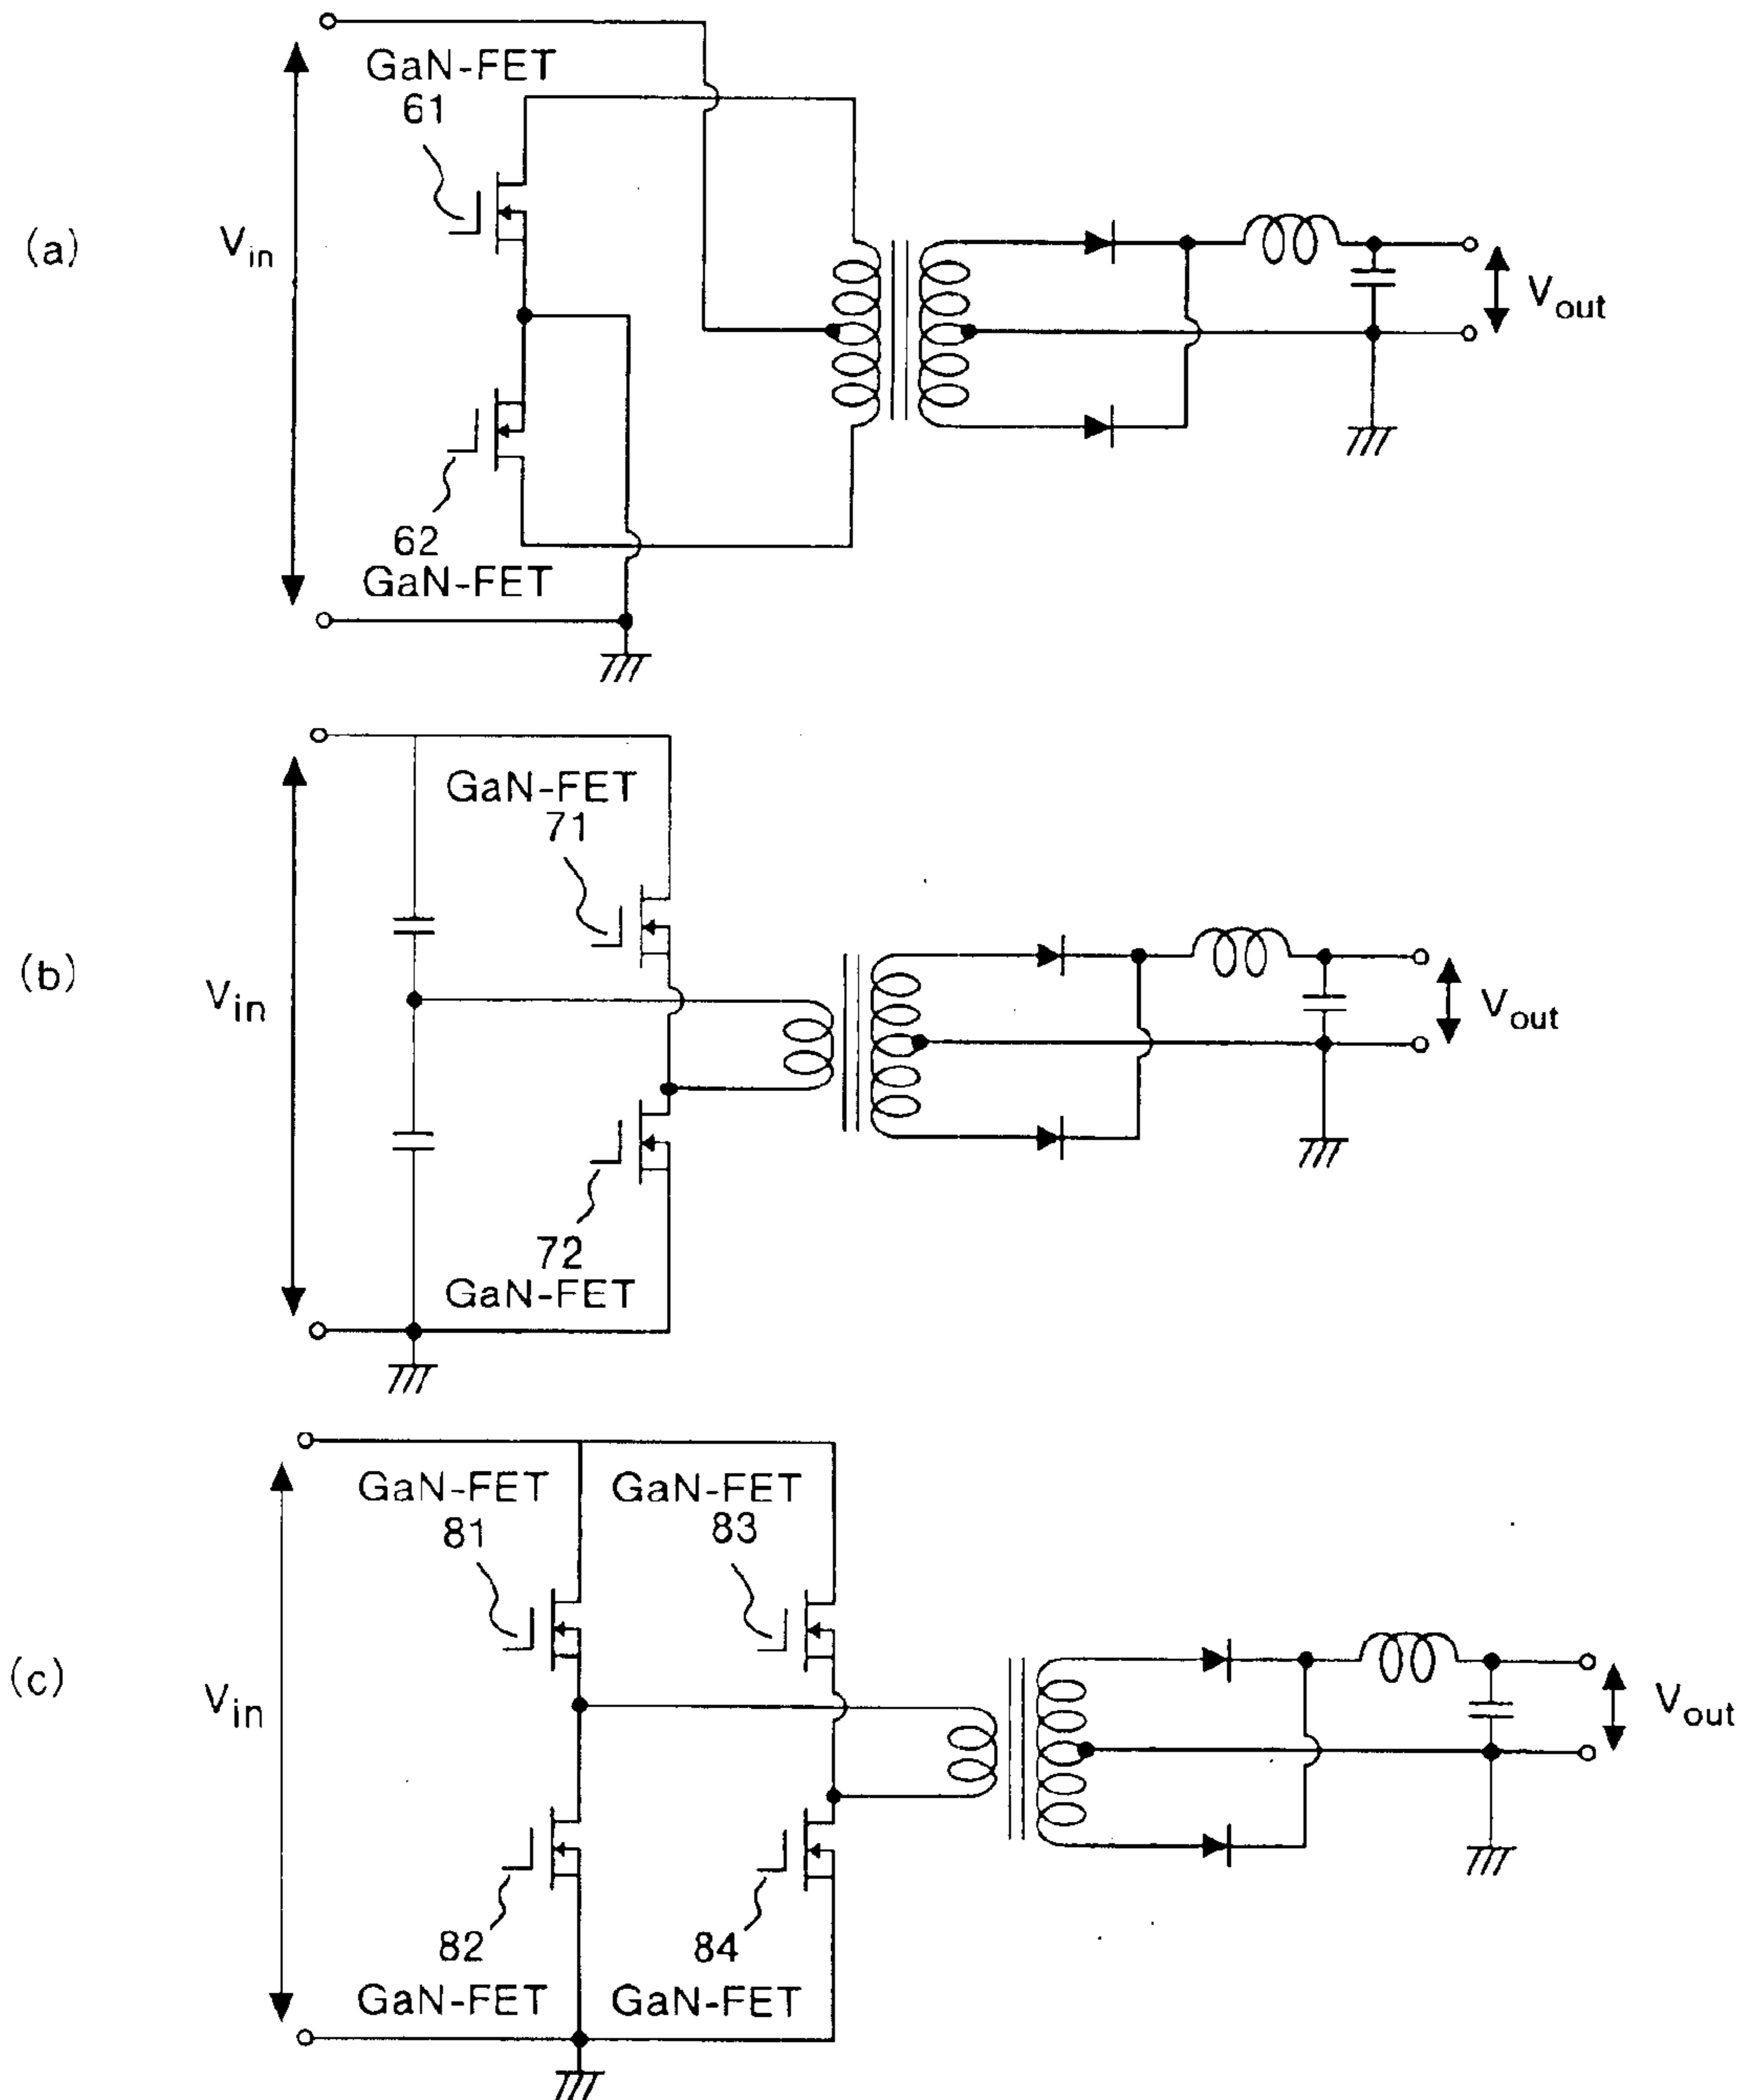 (a)
GaN-FET
61
Vin
Vout
62
GaN-FET
(b)
GaN-FET
71
Vin
Vout
72
GaN-FET
(c)
GaN-FET
81
GaN-FET
83
Vin
Vout
82
GaN-FET
84
GaN-FET